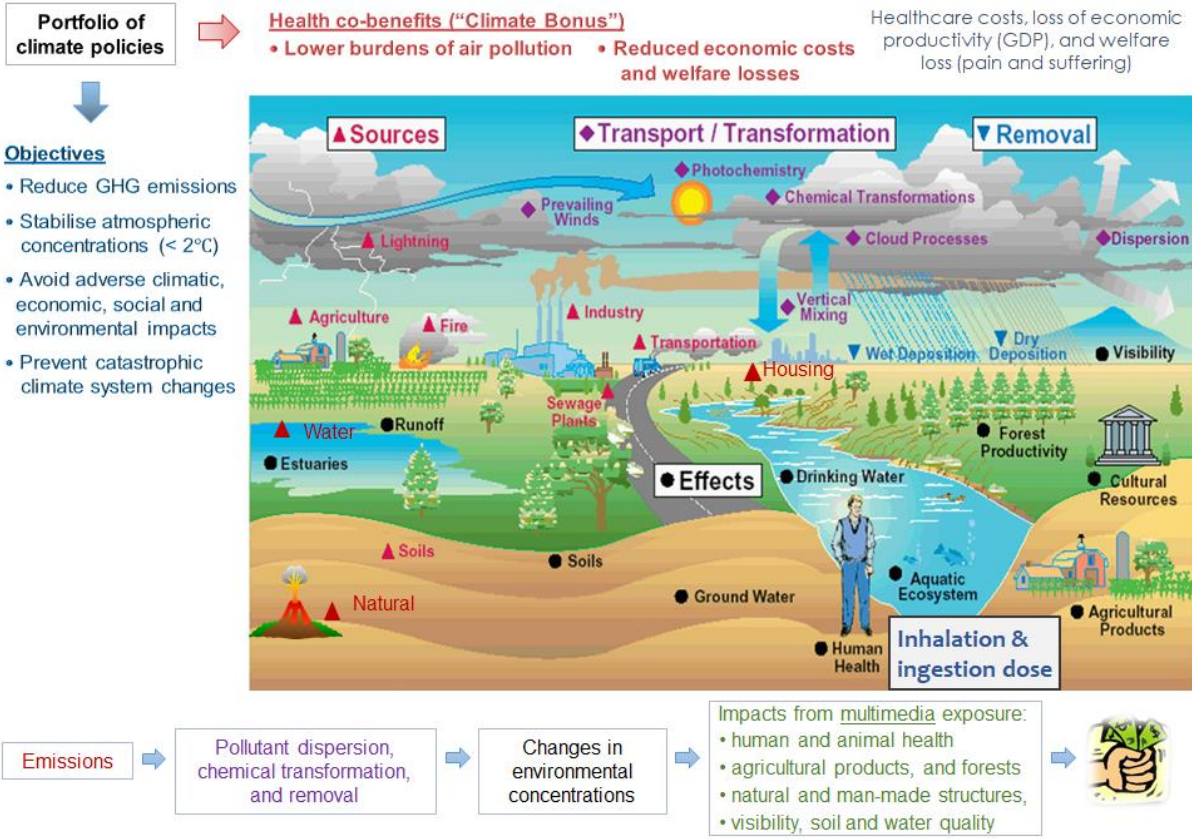 Portfolio of
climate policies
Health co-benefits (“Climate Bonus”)
• Lower burdens of air pollution
• Reduced economic costs
and welfare losses
Healthcare costs, loss of economic
productivity (GDP), and welfare
loss (pain and suffering)
Objectives
• Reduce GHG emissions
• Stabilise atmospheric
concentrations (< 2°C)
• Avoid adverse climatic,
economic, social and
environmental impacts
• Prevent catastrophic
climate system changes
Sources
Transport / Transformation
Removal
Photochemistry
Prevailing
Winds
Chemical Transformations
Lightning
Cloud Processes
Dispersion
Agriculture
Fire
Industry
Vertical
Mixing
Transportation
Wet Deposition
Dry
Deposition
Visibility
Housing
Sewage
Plants
Water
Runoff
Estuaries
Forest
Productivity
Effects
Drinking Water
Cultural
Resources
Soils
Soils
Aquatic
Ecosystem
Natural
Ground Water
Agricultural
Products
Human
Health
Inhalation &
ingestion dose
Emissions
Pollutant dispersion,
chemical transformation,
and removal
Changes in
environmental
concentrations
Impacts from multimedia exposure:
• human and animal health
• agricultural products, and forests
• natural and man-made structures,
• visibility, soil and water quality